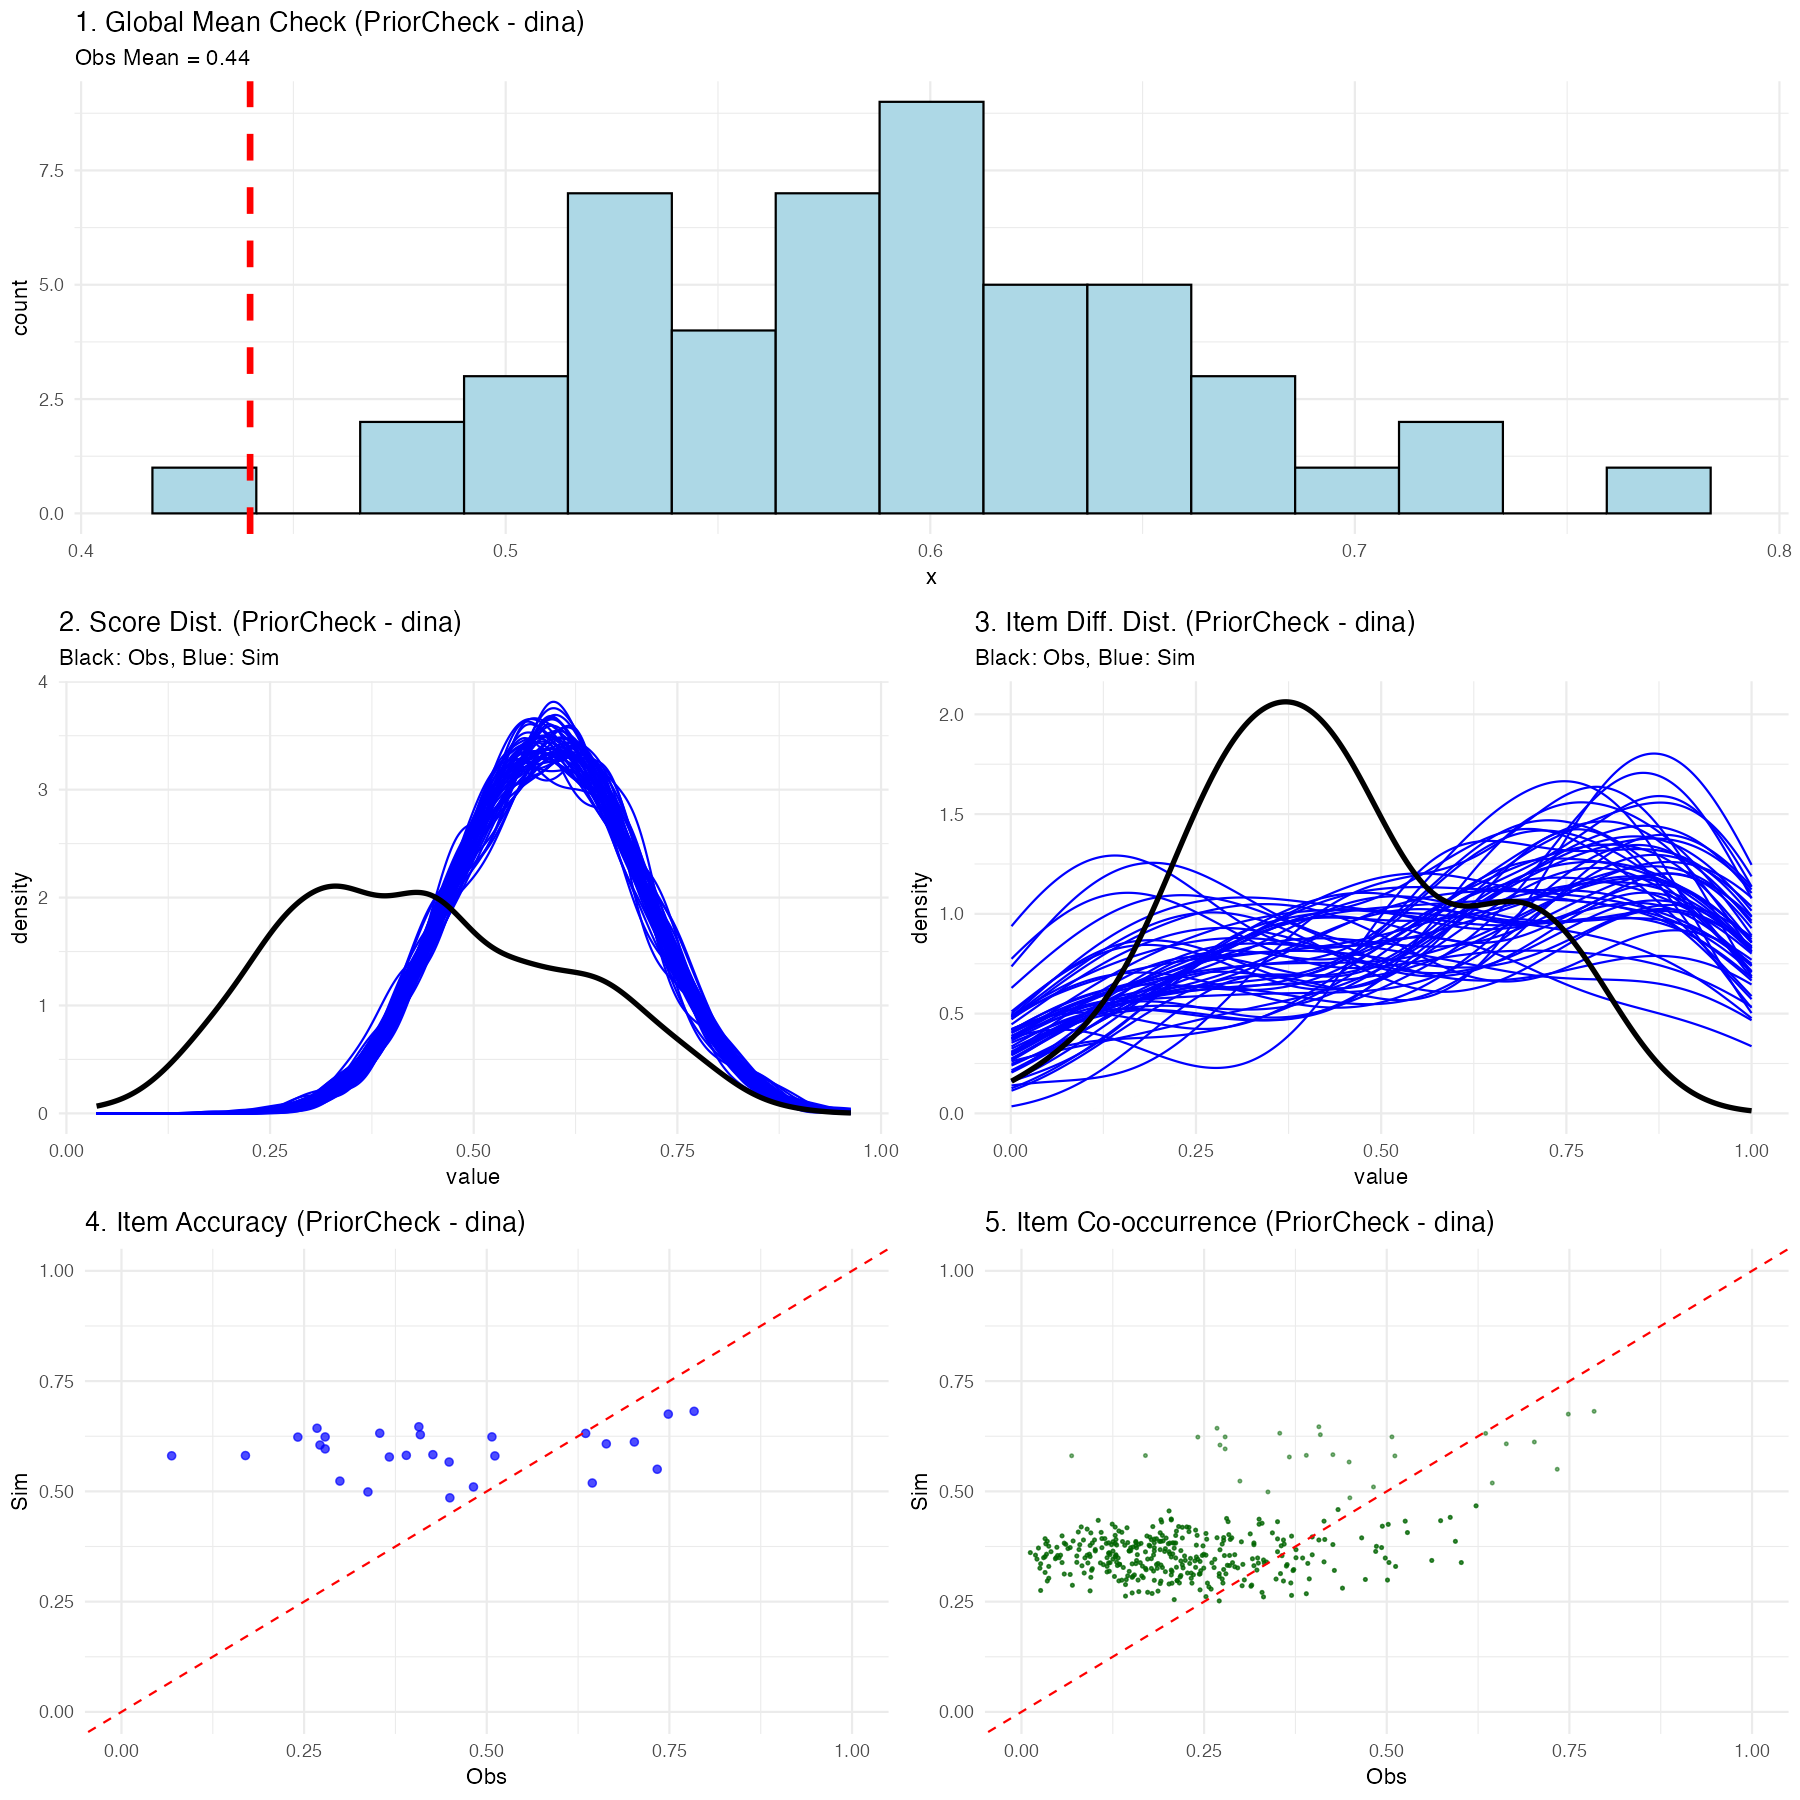 1. Global Mean Check (PriorCheck - dina)
Obs Mean = 0.44
7.5
5.0
2.5
0.0
count
0.4 0.5 0.6 0.7 0.8
x
2. Score Dist. (PriorCheck - dina)
Black: Obs, Blue: Sim
4
3
2
1
0
density
0.00 0.25 0.50 0.75 1.00
value
3. Item Diff. Dist. (PriorCheck - dina)
Black: Obs, Blue: Sim
2.0
1.5
1.0
0.5
0.0
density
0.00 0.25 0.50 0.75 1.00
value
4. Item Accuracy (PriorCheck - dina)
1.00
0.75
0.50
0.25
0.00
Sim
0.00 0.25 0.50 0.75 1.00
Obs
5. Item Co-occurrence (PriorCheck - dina)
1.00
0.75
0.50
0.25
0.00
Sim
0.00 0.25 0.50 0.75 1.00
Obs